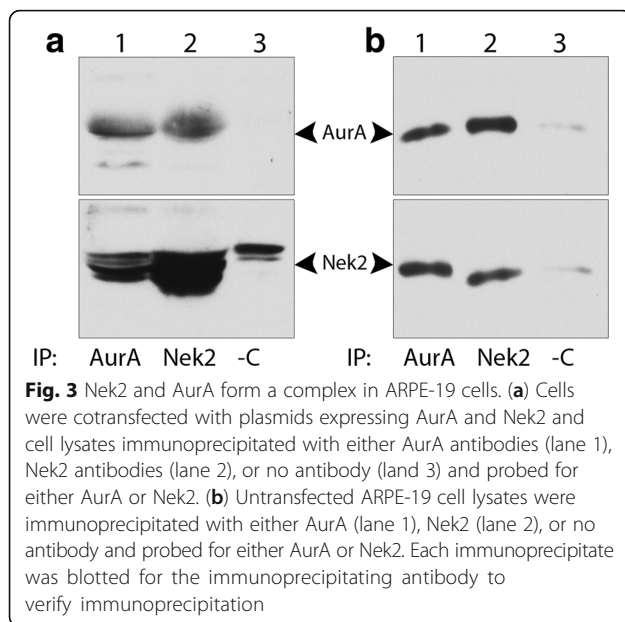 a b
1 2 3 1 2 3
AurA
Nek2
IP: AurA Nek2 -C IP: AurA Nek2 -C
Fig. 3 Nek2 and AurA form a complex in ARPE-19 cells. (a) Cells
were cotransfected with plasmids expressing AurA and Nek2 and
cell lysates immunoprecipitated with either AurA antibodies (lane 1),
Nek2 antibodies (lane 2), or no antibody (land 3) and probed for
either AurA or Nek2. (b) Untransfected ARPE-19 cell lysates were
immunoprecipitated with either AurA (lane 1), Nek2 (lane 2), or no
antibody and probed for either AurA or Nek2. Each immunoprecipitate
was blotted for the immunoprecipitating antibody to
verify immunoprecipitation